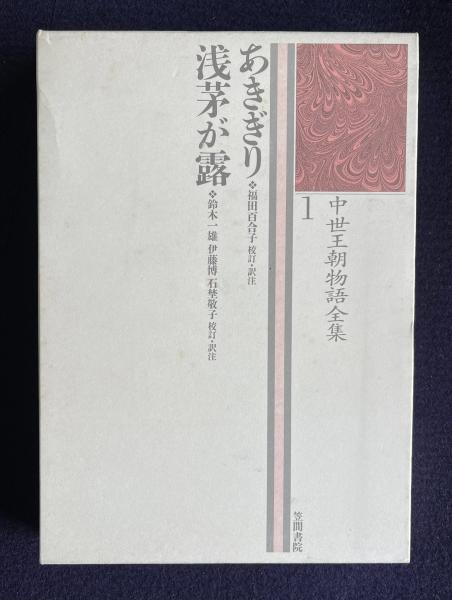 中世王朝物語全集
1
あきぎり❖福田百合子 校訂・訳注
浅茅が露❖鈴木一雄 伊藤博 石埜敬子 校訂・訳注
笠間書院